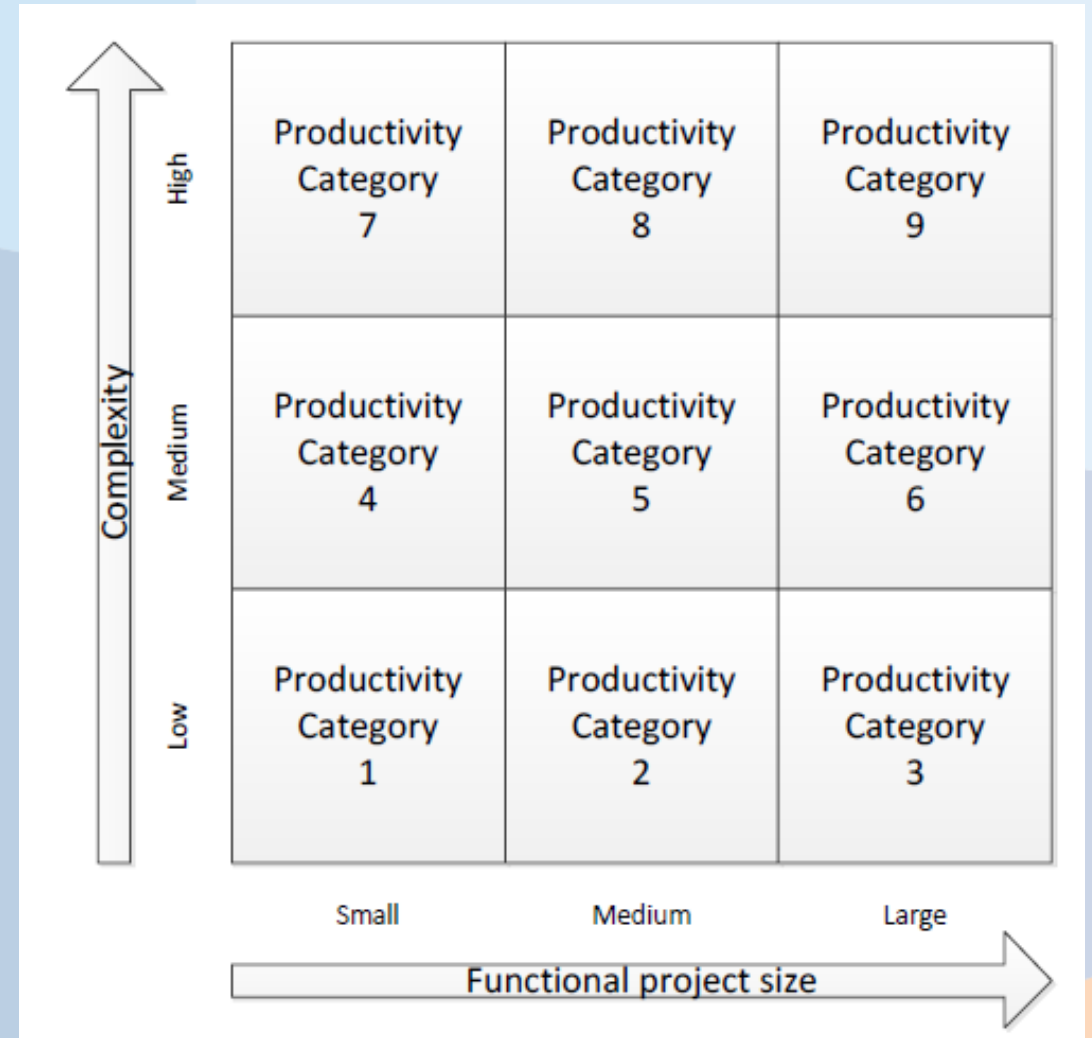 High
Productivity
Category
7
Productivity
Category
8
Productivity
Category
9
Complexity
Medium
Productivity
Category
4
Productivity
Category
5
Productivity
Category
6
Low
Productivity
Category
1
Productivity
Category
2
Productivity
Category
3
Small
Medium
Large
Functional project size